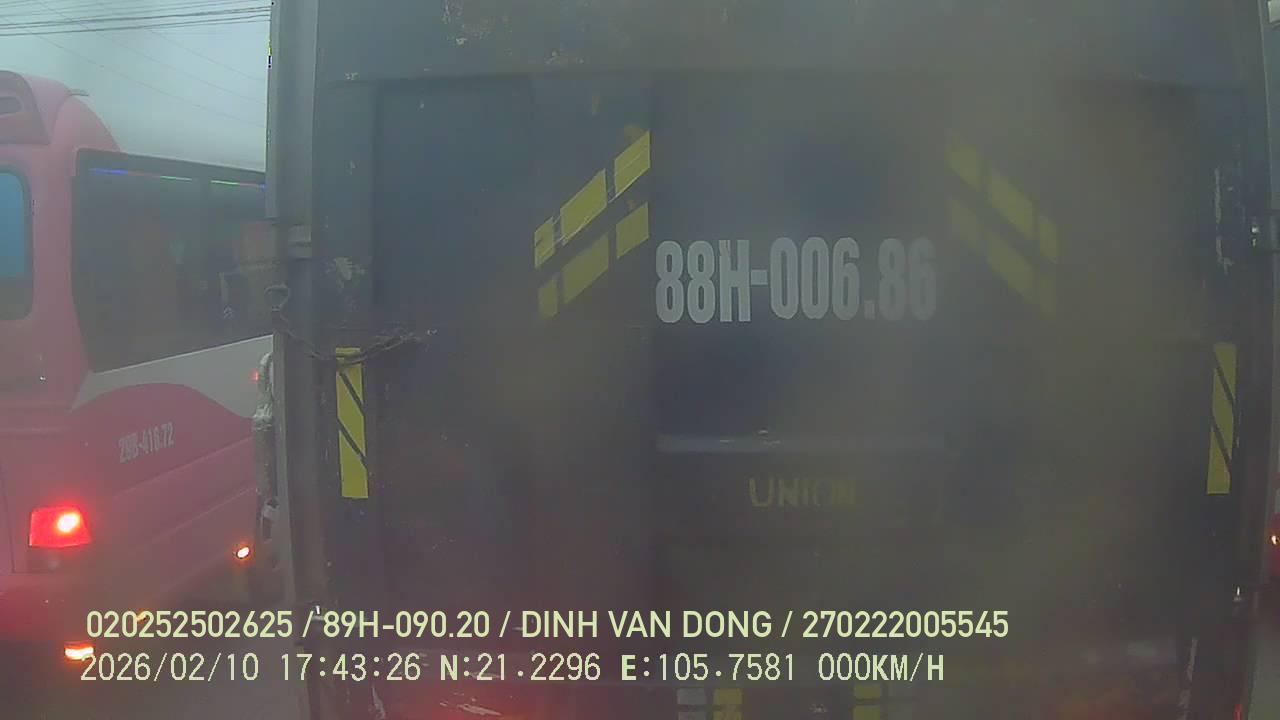 88H-006.86
29B-416.72
UNION
020252502625 / 89H-090.20 / DINH VAN DONG / 270222005545
2026/02/10 17:43:26 N:21.2296 E:105.7581 000KM/H